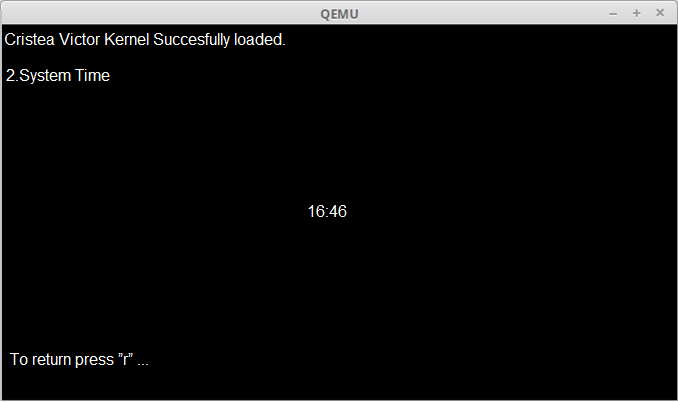 QEMU
Cristea Victor Kernel Succesfully loaded.
2.System Time
16:46
To return press ”r” ...